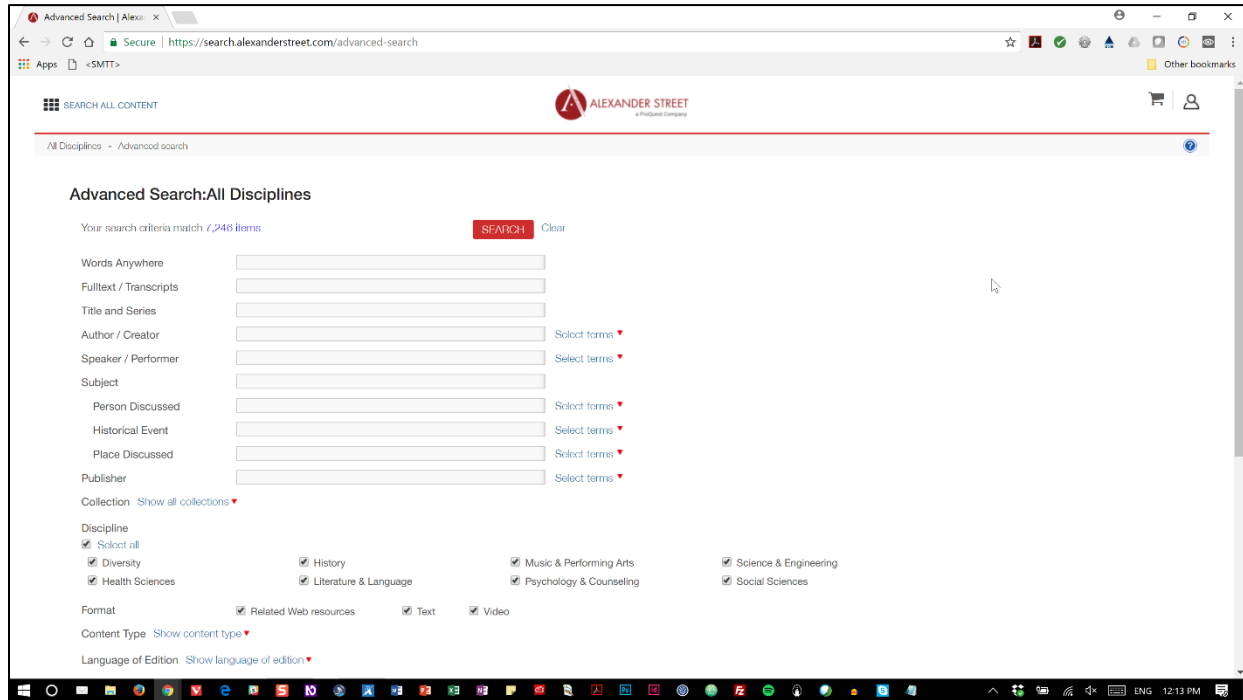 Advanced Search | Alexa
Secure | https://search.alexanderstreet.com/advanced-search
Apps <SMTT> Other bookmarks
SEARCH ALL CONTENT
ALEXANDER STREET
a ProQuest Company
All Disciplines Advanced search
Advanced Search:All Disciplines
Your search criteria match 7,246 items SEARCH Clear
Words Anywhere
Fulltext / Transcripts
Title and Series
Author / Creator Select terms
Speaker / Performer Select terms
Subject
Person Discussed Select terms
Historical Event Select terms
Place Discussed Select terms
Publisher Select terms
Collection Show all collections
Discipline
Select all
Diversity History Music & Performing Arts Science & Engineering
Health Sciences Literature & Language Psychology & Counseling Social Sciences
Format Related Web resources Text Video
Content Type Show content type
Language of Edition Show language of edition
ENG 12:13 PM